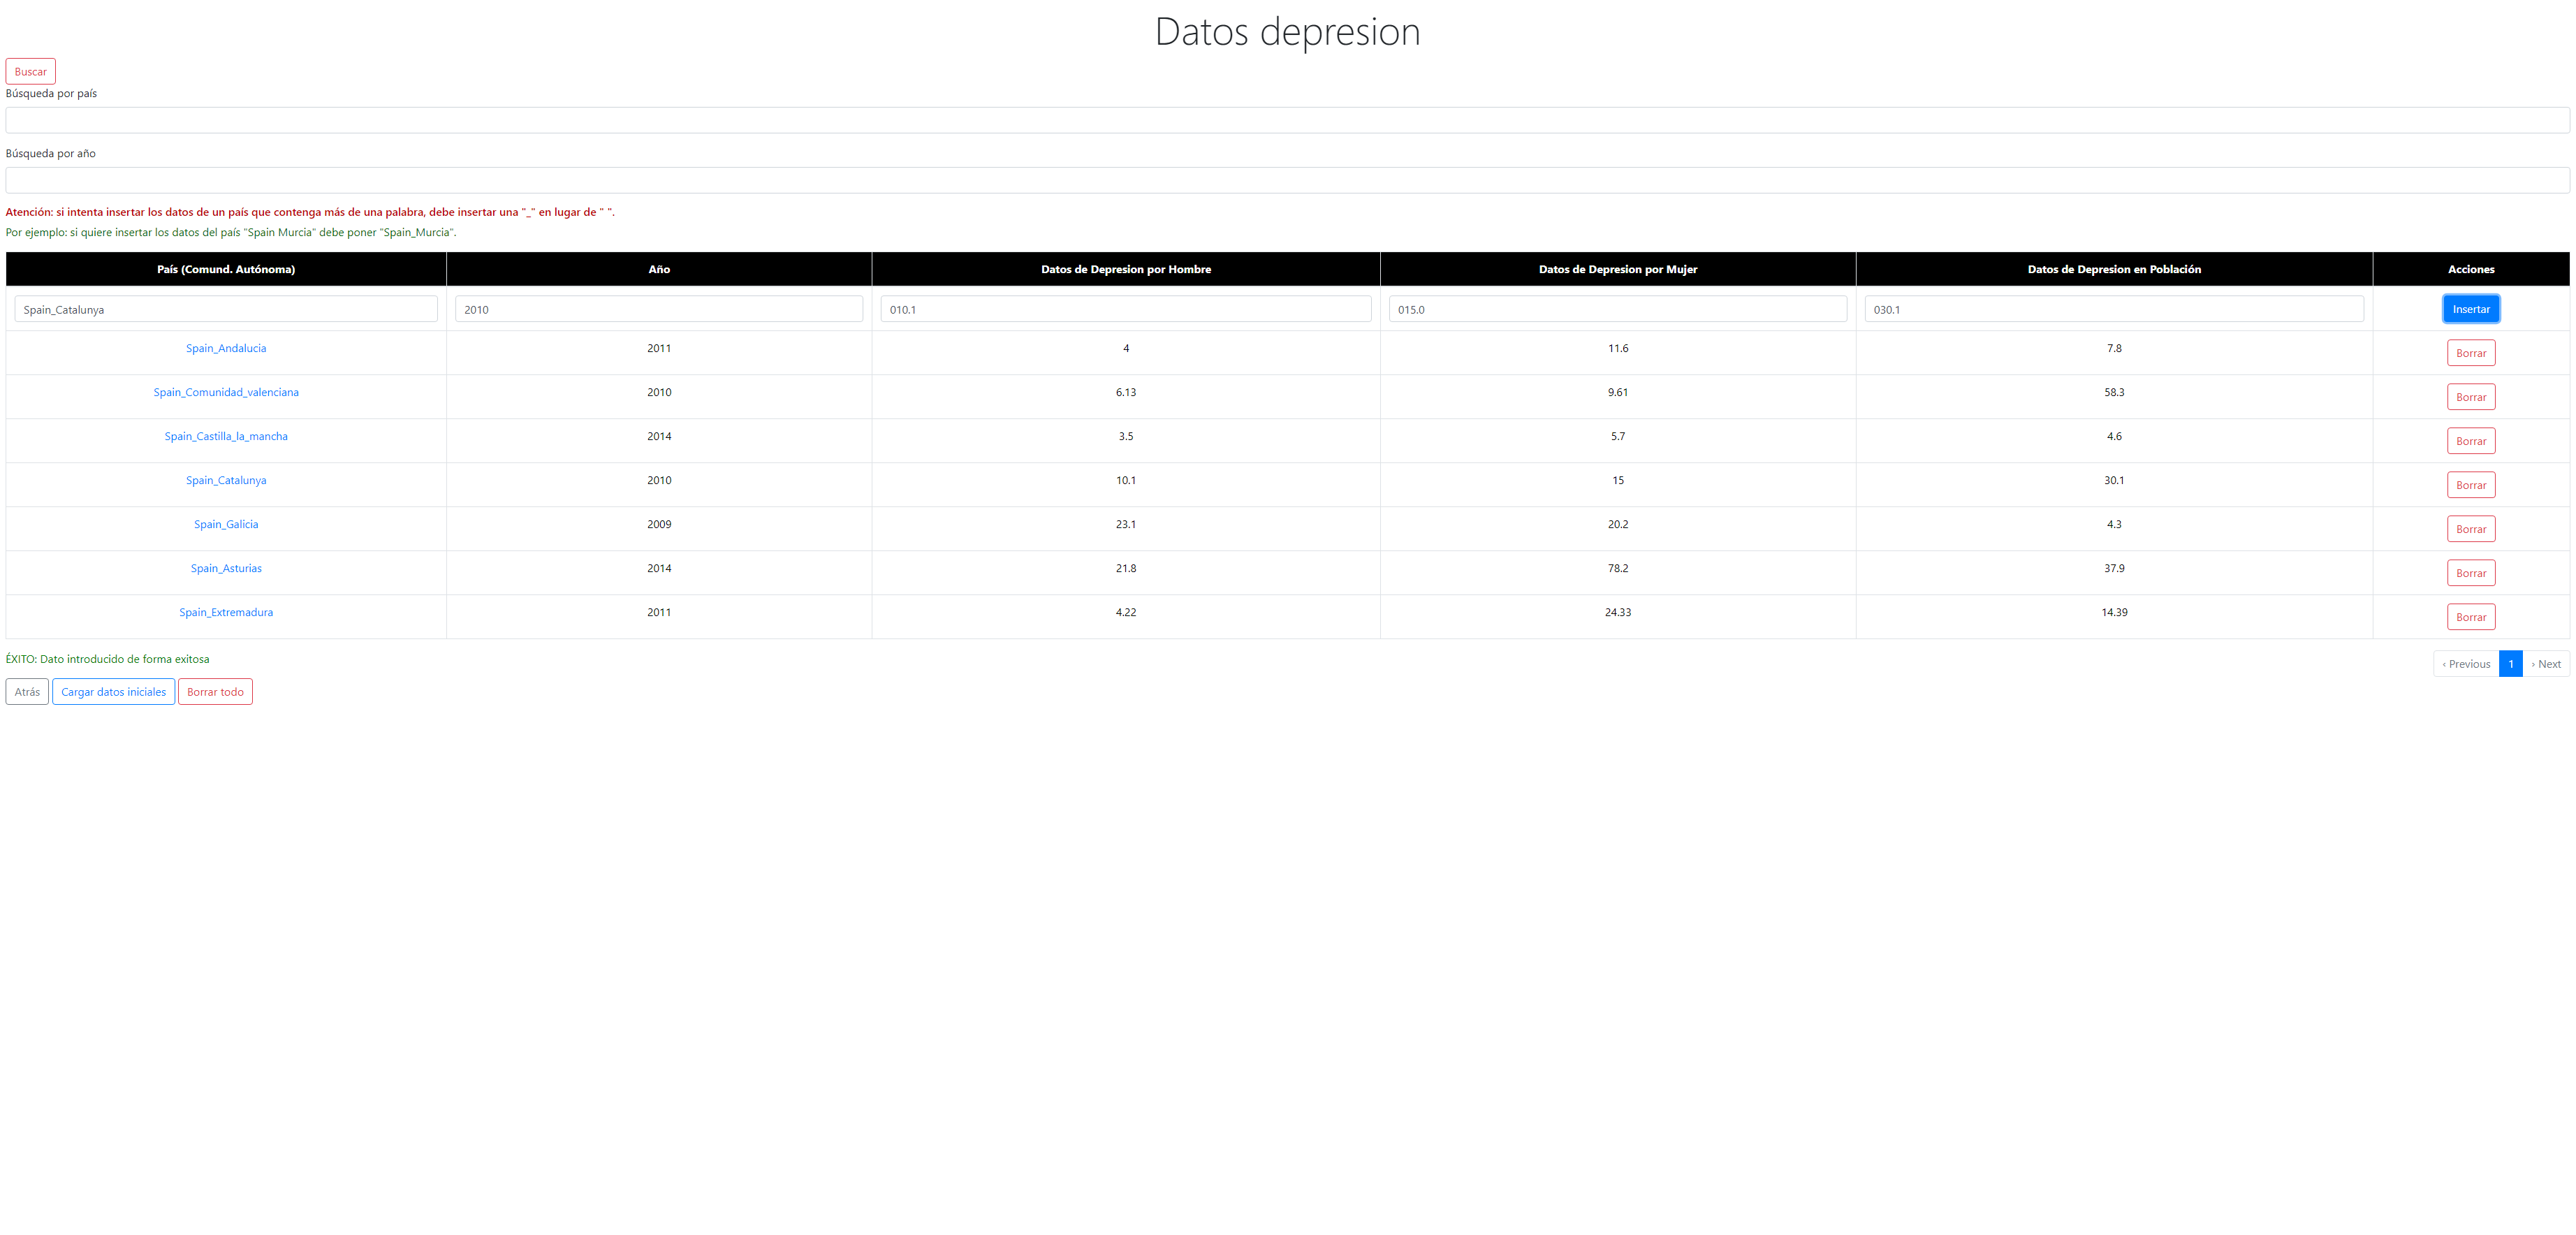 Datos depresion
Buscar
Búsqueda por país
Búsqueda por año
Atención: si intenta insertar los datos de un país que contenga más de una palabra, debe insertar una "_" en lugar de " ".
Por ejemplo: si quiere insertar los datos del país "Spain Murcia" debe poner "Spain_Murcia".
País (Comund. Autónoma) Año Datos de Depresion por Hombre Datos de Depresion por Mujer Datos de Depresion en Población Acciones
Spain_Catalunya 2010 010.1 015.0 030.1 Insertar
Spain_Andalucia 2011 4 11.6 7.8 Borrar
Spain_Comunidad_valenciana 2010 6.13 9.61 58.3 Borrar
Spain_Castilla_la_mancha 2014 3.5 5.7 4.6 Borrar
Spain_Catalunya 2010 10.1 15 30.1 Borrar
Spain_Galicia 2009 23.1 20.2 4.3 Borrar
Spain_Asturias 2014 21.8 78.2 37.9 Borrar
Spain_Extremadura 2011 4.22 24.33 14.39 Borrar
ÉXITO: Dato introducido de forma exitosa
‹ Previous 1 › Next
Atrás Cargar datos iniciales Borrar todo